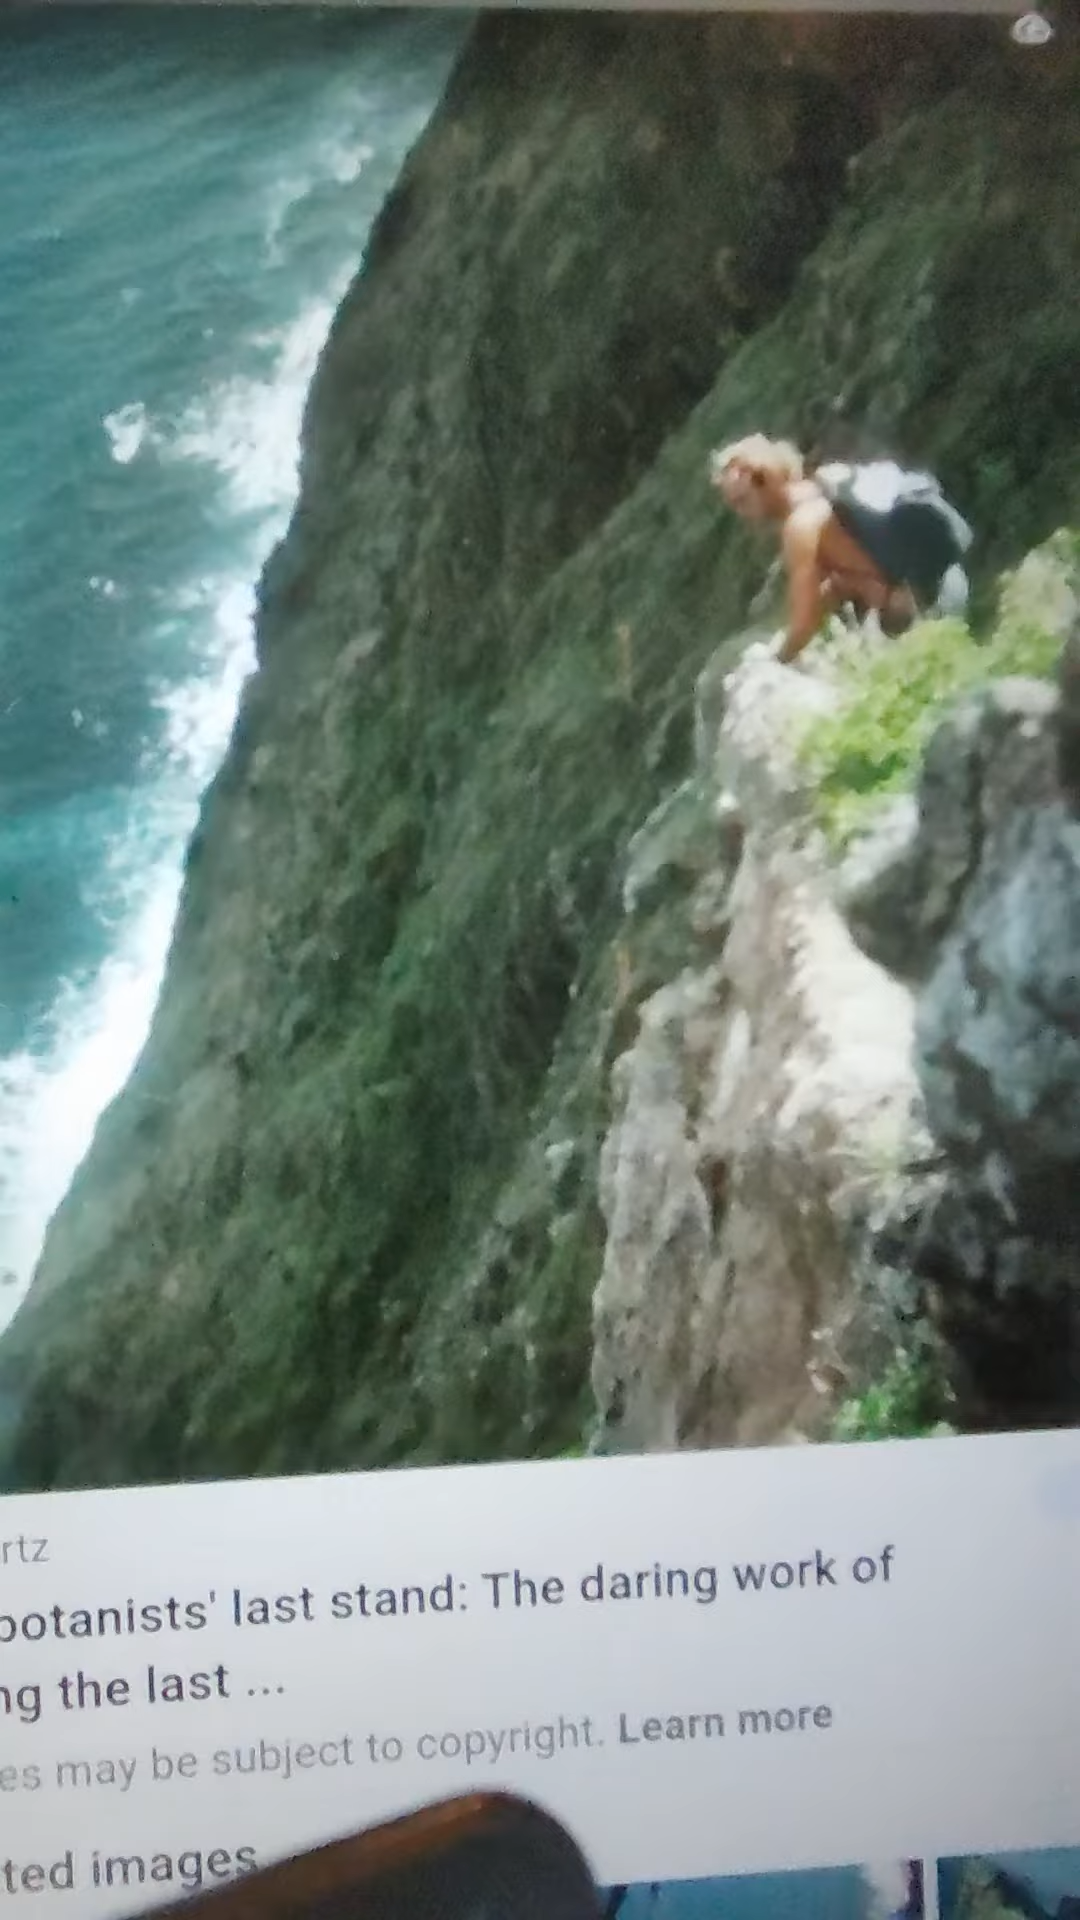 rtz
botanists' last stand: The daring work of
ng the last ...
es may be subject to copyright. Learn more
ted images